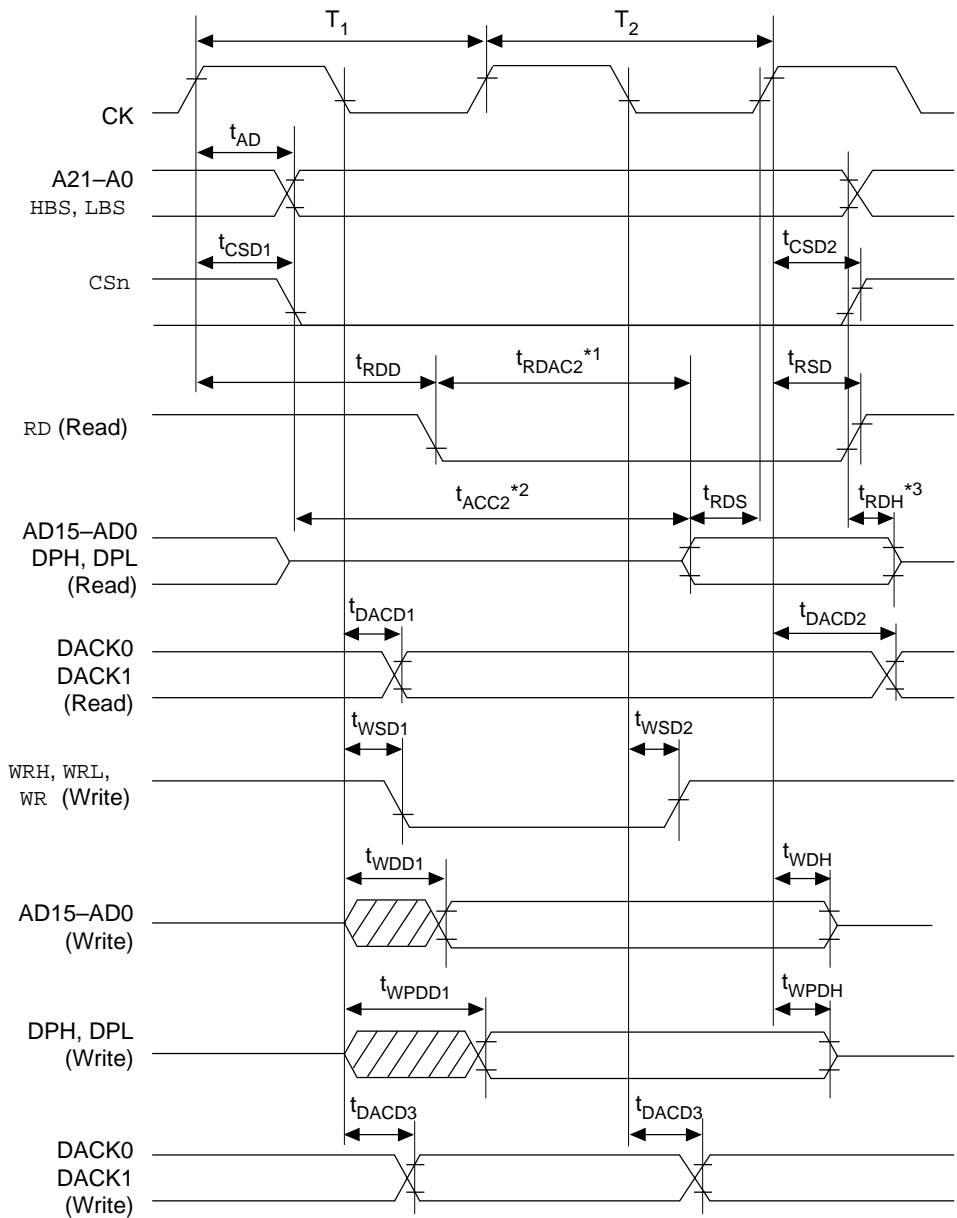 T1 T2
CK
tAD
A21–A0
HBS, LBS
tCSD1 tCSD2
CSn
tRDD tRDAC2*1 tRSD
RD (Read)
tACC2*2 tRDS tRDH*3
AD15–AD0
DPH, DPL
(Read)
tDACD1 tDACD2
DACK0
DACK1
(Read)
tWSD1 tWSD2
WRH, WRL,
WR (Write)
tWDD1 tWDH
AD15–AD0
(Write)
tWPDD1 tWPDH
DPH, DPL
(Write)
tDACD3 tDACD3
DACK0
DACK1
(Write)